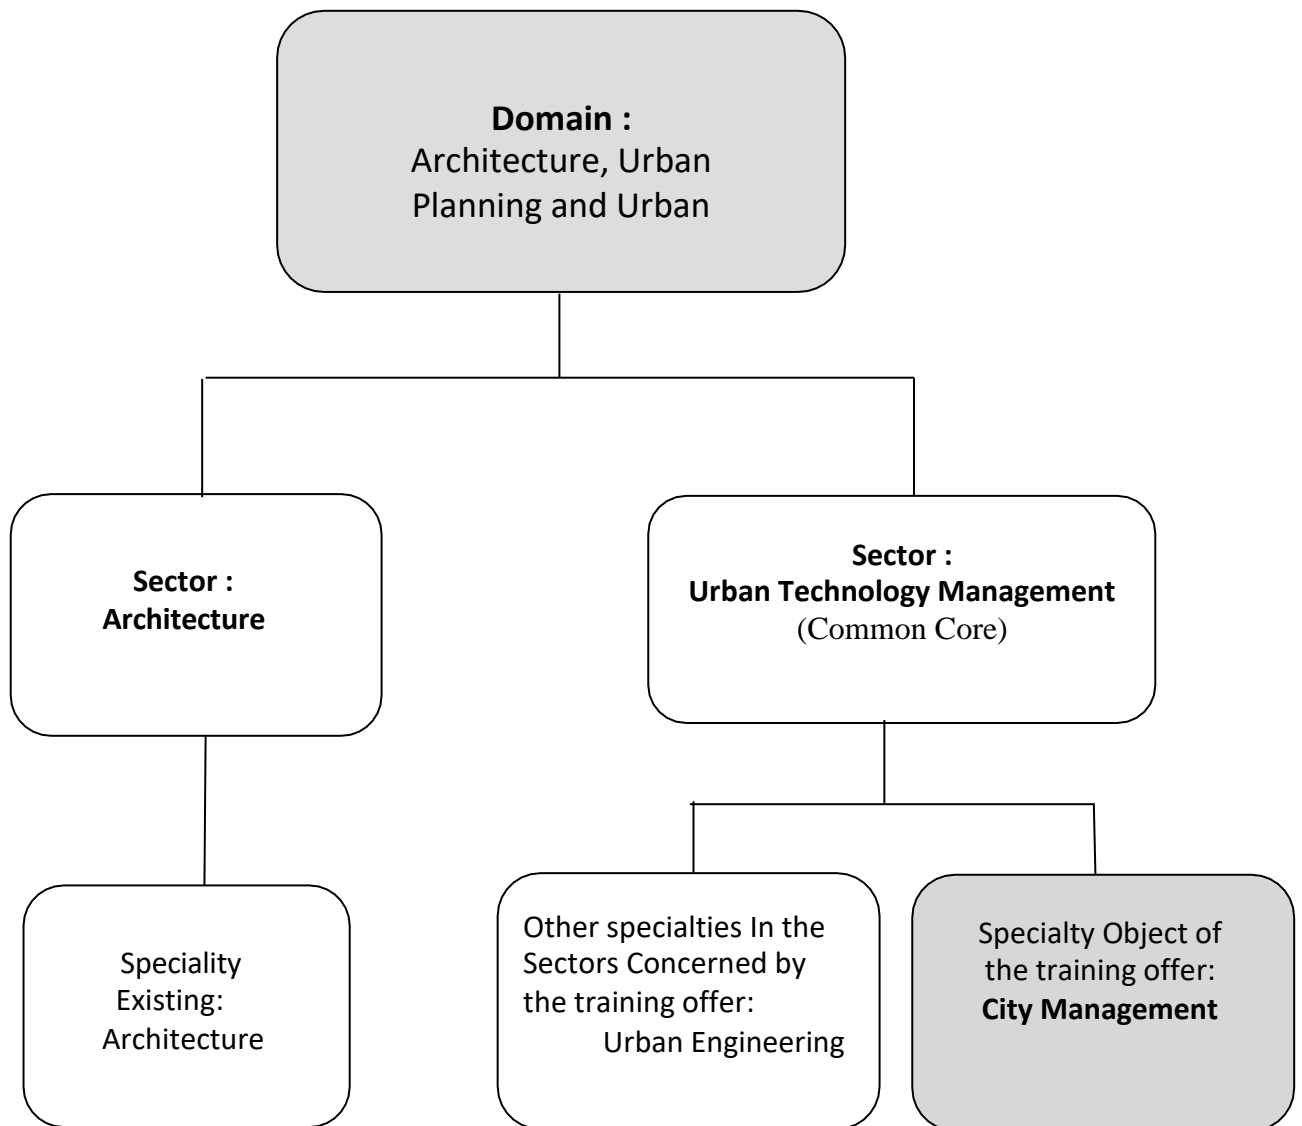 Domain :
Architecture, Urban
Planning and Urban
Sector :
Architecture
Sector :
Urban Technology Management
(Common Core)
Speciality
Existing:
Architecture
Other specialties In the
Sectors Concerned by
the training offer:
Urban Engineering
Specialty Object of
the training offer:
City Management